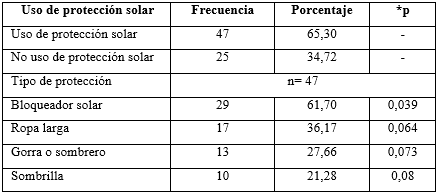 Uso de protección solar Frecuencia Porcentaje *p
Uso de protección solar 47 65,30 -
No uso de protección solar 25 34,72 -
Tipo de protección n= 47
Bloqueador solar 29 61,70 0,039
Ropa larga 17 36,17 0,064
Gorra o sombrero 13 27,66 0,073
Sombrilla 10 21,28 0,08